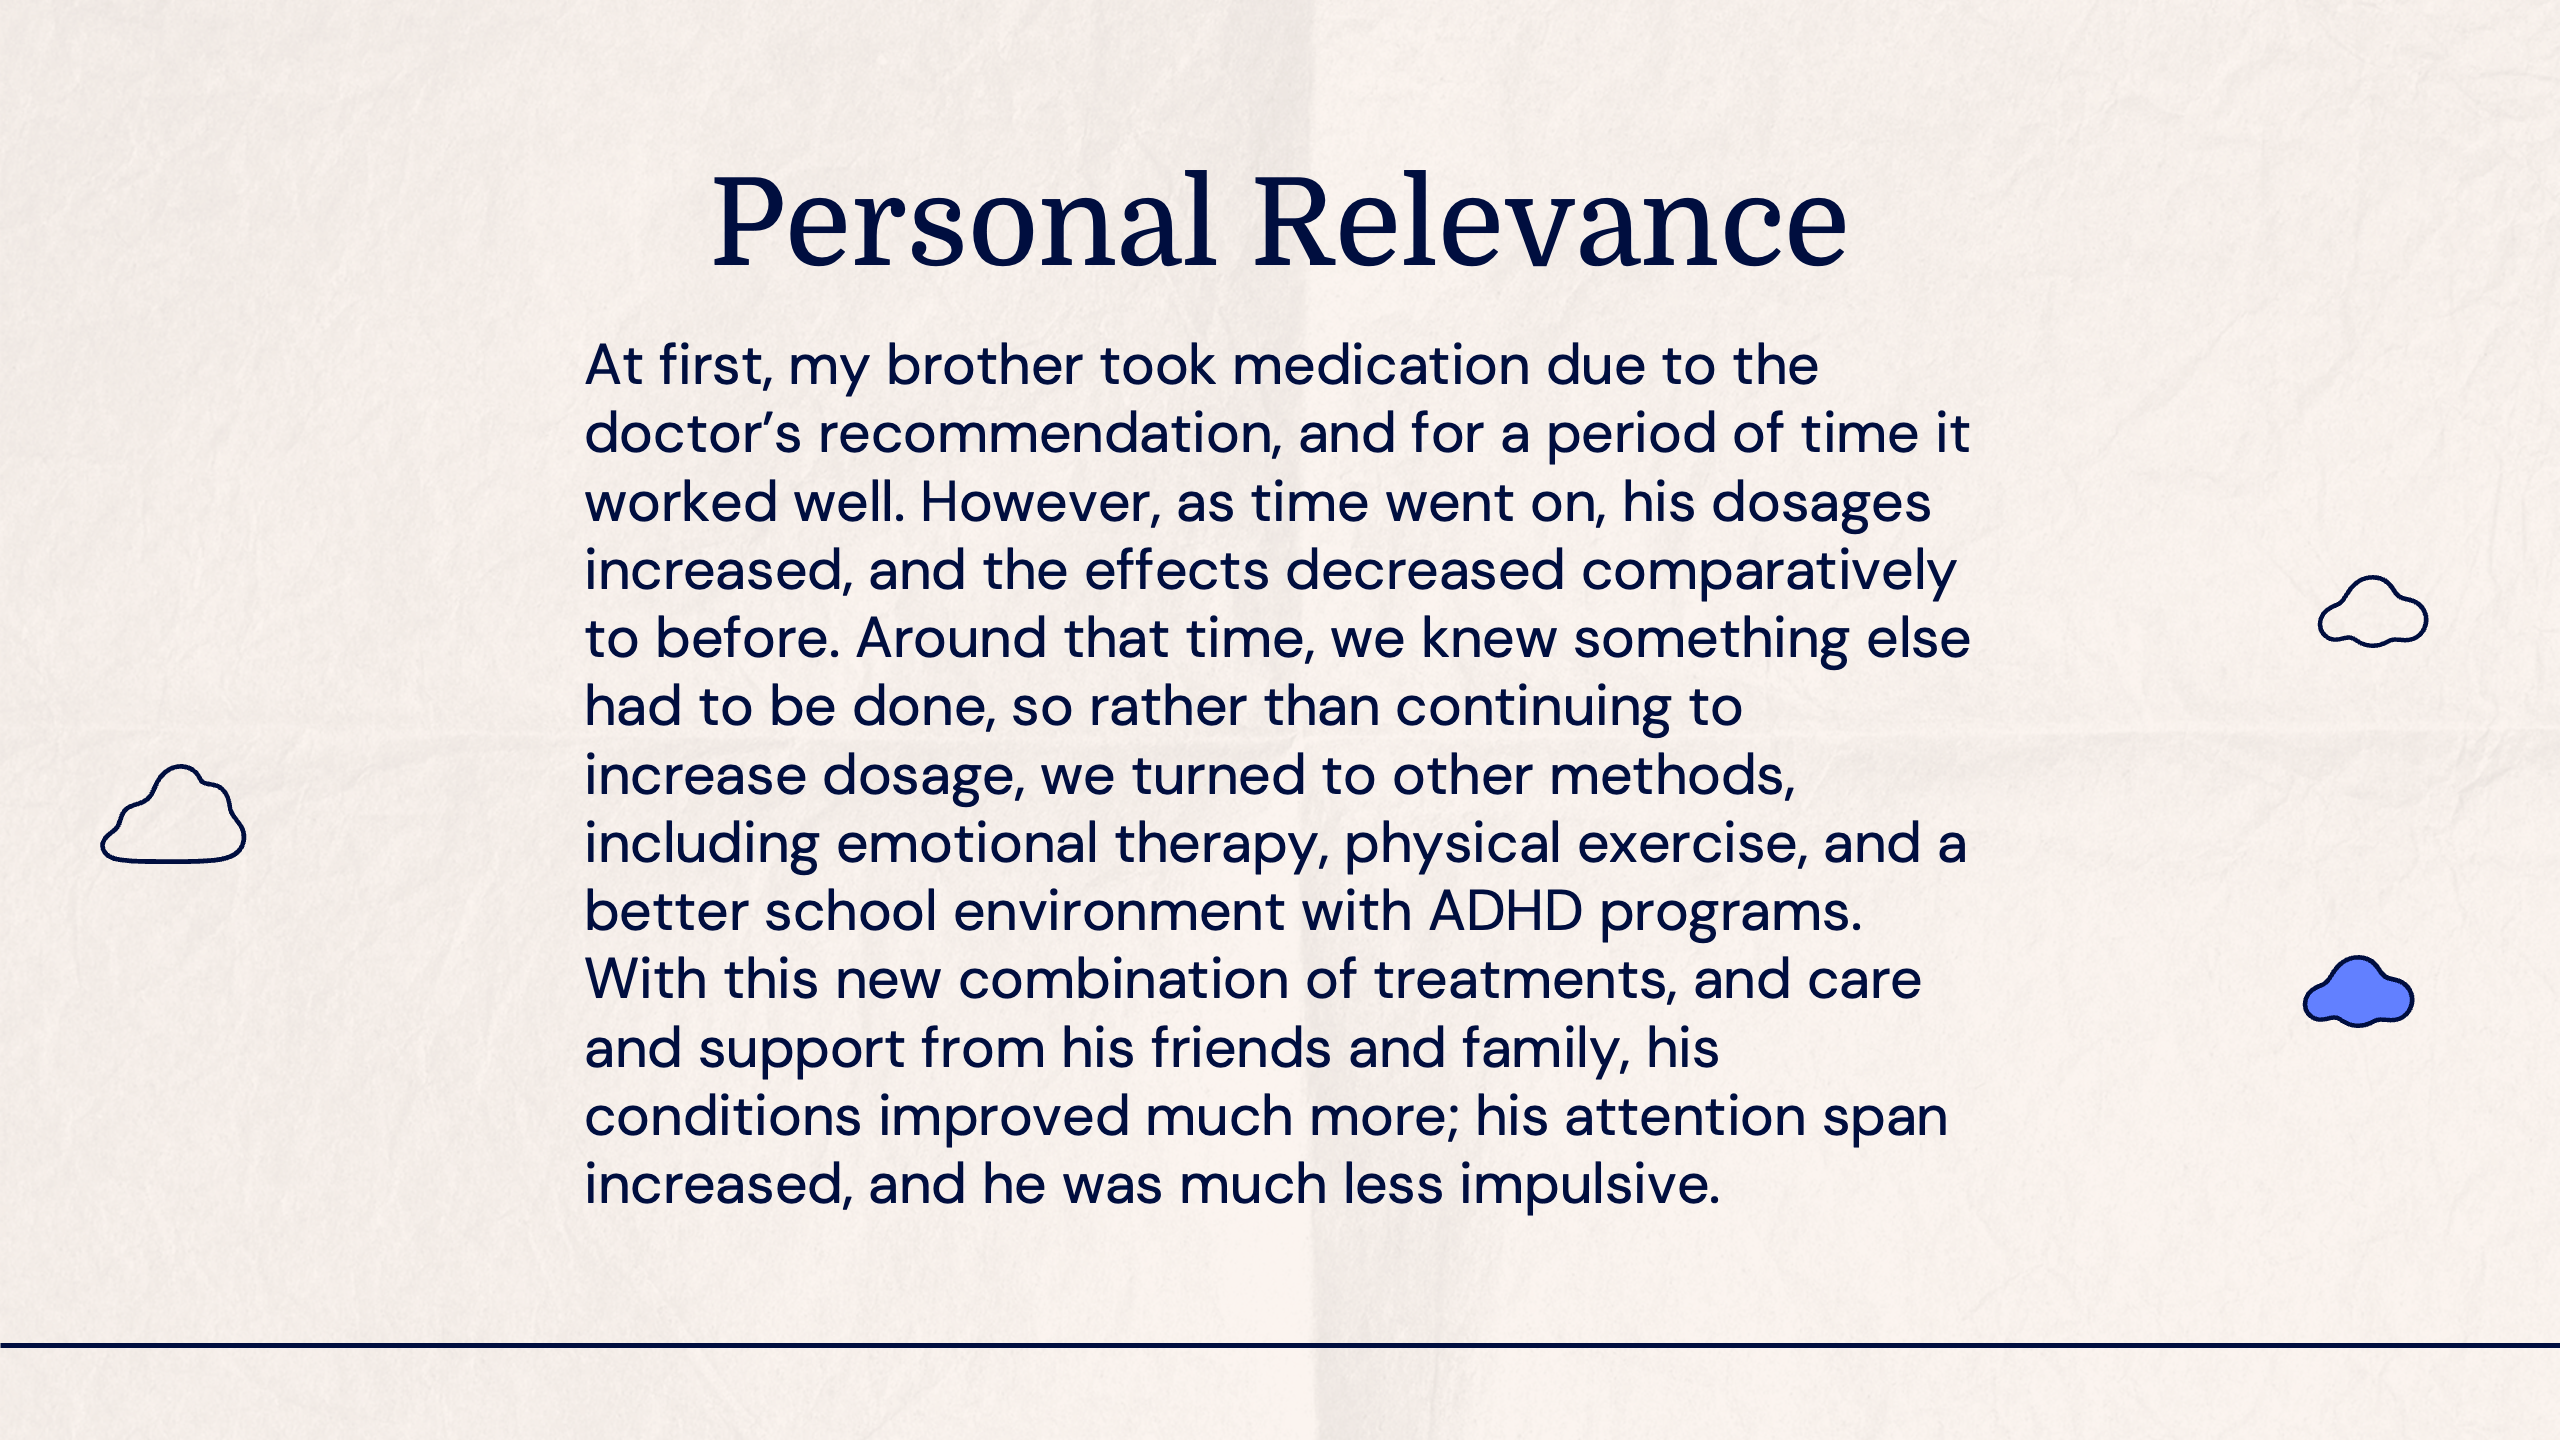 Personal Relevance
At first, my brother took medication due to the
doctor’s recommendation, and for a period of time it
worked well. However, as time went on, his dosages
increased, and the effects decreased comparatively
to before. Around that time, we knew something else
had to be done, so rather than continuing to
increase dosage, we turned to other methods,
including emotional therapy, physical exercise, and a
better school environment with ADHD programs.
With this new combination of treatments, and care
and support from his friends and family, his
conditions improved much more; his attention span
increased, and he was much less impulsive.